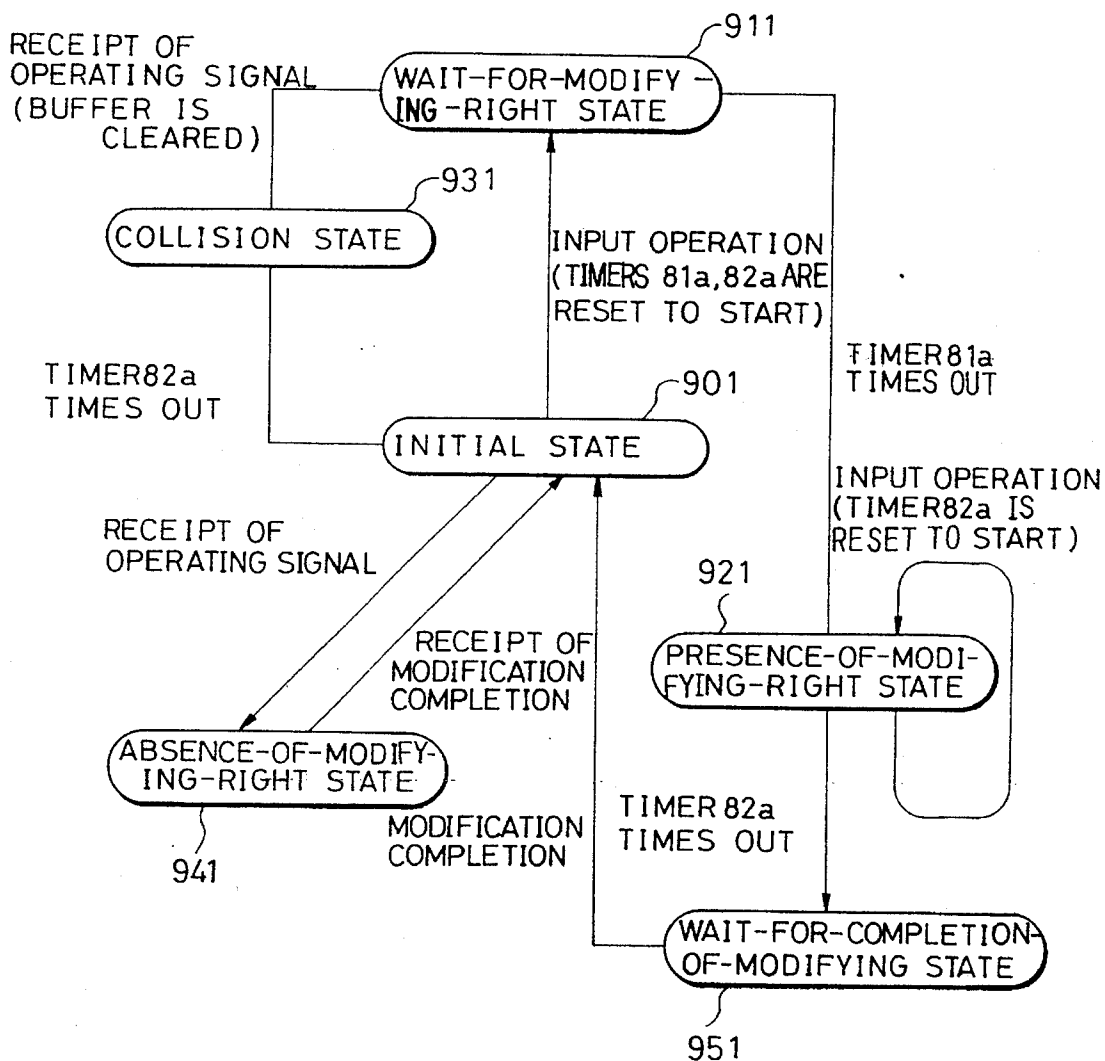 911
RECEIPT OF
OPERATING SIGNAL
(BUFFER IS
CLEARED)
WAIT-FOR-MODIFY-
ING-RIGHT STATE
931
COLLISION STATE
INPUT OPERATION
(TIMERS 81a,82a ARE
RESET TO START)
TIMER82a
TIMES OUT
TIMER81a
TIMES OUT
901
INITIAL STATE
INPUT OPERATION
(TIMER82a IS
RESET TO START)
RECEIPT OF
OPERATING SIGNAL
921
RECEIPT OF
MODIFICATION
COMPLETION
PRESENCE-OF-MODI-
FYING-RIGHT STATE
ABSENCE-OF-MODIFY-
ING-RIGHT STATE
941
MODIFICATION
COMPLETION
TIMER 82a
TIMES OUT
WAIT-FOR-COMPLETION-
OF-MODIFYING STATE
951